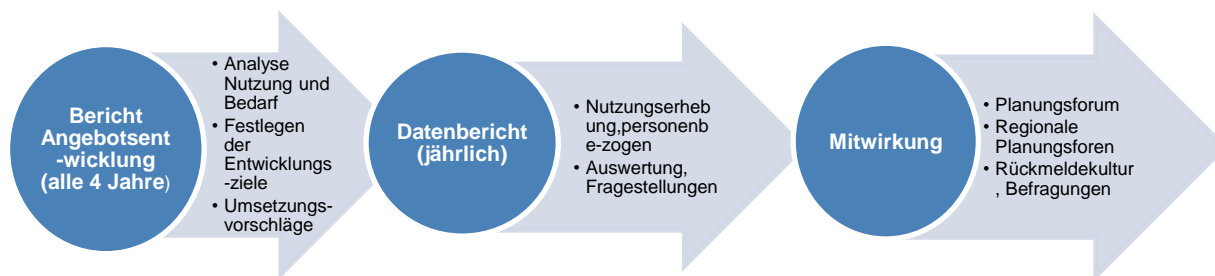 Bericht
Angebotsent
-wicklung
(alle 4 Jahre)
• Analyse
Nutzung und
Bedarf
• Festlegen
der
Entwicklungs
-ziele
• Umsetzungs-
vorschläge
Datenbericht
(jährlich)
• Nutzungserheb
ung,personenb
e-zogen
• Auswertung,
Fragestellungen
Mitwirkung
• Planungsforum
• Regionale
Planungsforen
• Rückmeldekultur
, Befragungen